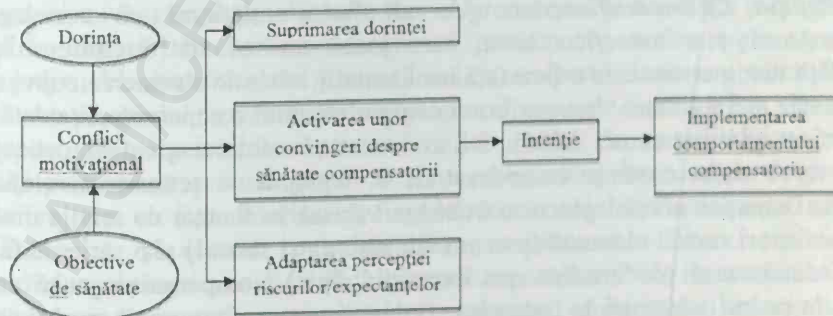 Dorința
Suprimarea dorinței
Conflict
motivațional
Activarea unor
convingeri despre
sănătate compensatorii
Intenție
Implementarea
comportamentului
compensatoriu
Obiective
de sănătate
Adaptarea percepției
riscurilor/expectanțelor